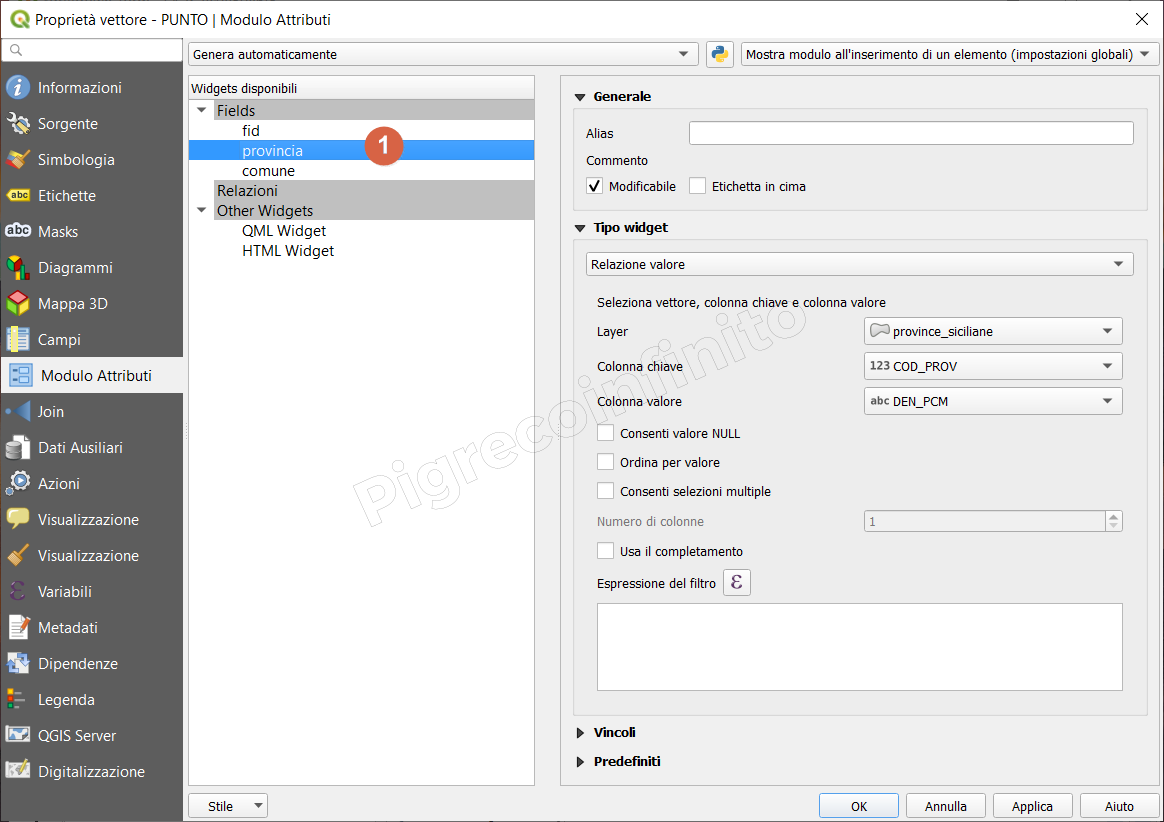 Proprietà vettore - PUNTO | Modulo Attributi
Genera automaticamente
Mostra modulo all'inserimento di un elemento (impostazioni globali)
Informazioni
Sorgente
Simbologia
abc Etichette
abc Masks
Diagrammi
Mappa 3D
Campi
Modulo Attributi
Join
Dati Ausiliari
Azioni
Visualizzazione
Visualizzazione
Variabili
Metadati
Dipendenze
Legenda
QGIS Server
Digitalizzazione
Widgets disponibili
Fields
fid
provincia
1
comune
Relazioni
Other Widgets
QML Widget
HTML Widget
Generale
Alias
Commento
Modificabile
Etichetta in cima
Tipo widget
Relazione valore
Seleziona vettore, colonna chiave e colonna valore
Layer
province_siciliane
Colonna chiave
123 COD_PROV
Colonna valore
abc DEN_PCM
Consenti valore NULL
Ordina per valore
Consenti selezioni multiple
Numero di colonne
1
Usa il completamento
Espressione del filtro
ε
Vincoli
Predefiniti
Pigrecoinfinito
Stile
OK
Annulla
Applica
Aiuto